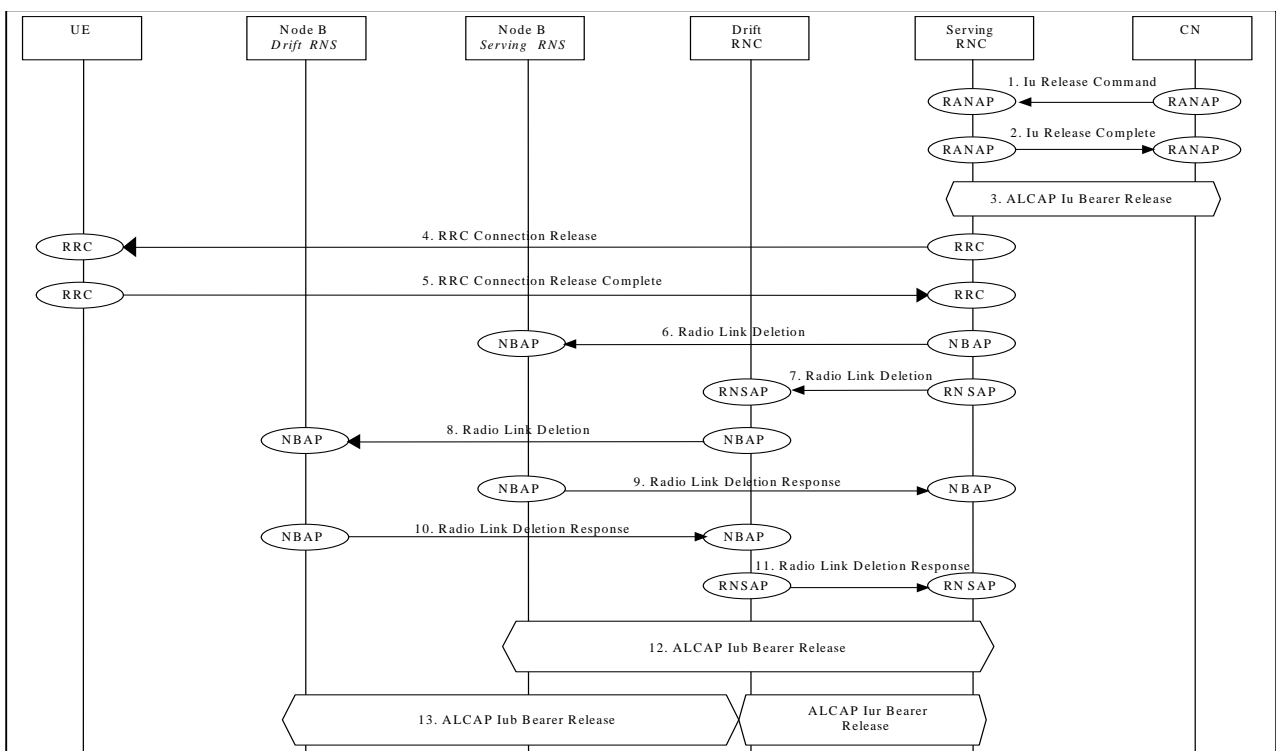 UE
Node B
Drift RNS
Node B
Serving RNS
Drift
RNC
Serving
RNC
CN
1. Iu Release Command
RANAP
RANAP
2. Iu Release Complete
RANAP
RANAP
3. ALCAP Iu Bearer Release
4. RRC Connection Release
RRC
RRC
5. RRC Connection Release Complete
RRC
RRC
6. Radio Link Deletion
NBAP
NBAP
7. Radio Link Deletion
RNSAP
RNSAP
8. Radio Link Deletion
NBAP
NBAP
9. Radio Link Deletion Response
NBAP
NBAP
10. Radio Link Deletion Response
NBAP
NBAP
11. Radio Link Deletion Response
RNSAP
RNSAP
12. ALCAP Iub Bearer Release
13. ALCAP Iub Bearer Release
ALCAP Iur Bearer
Release